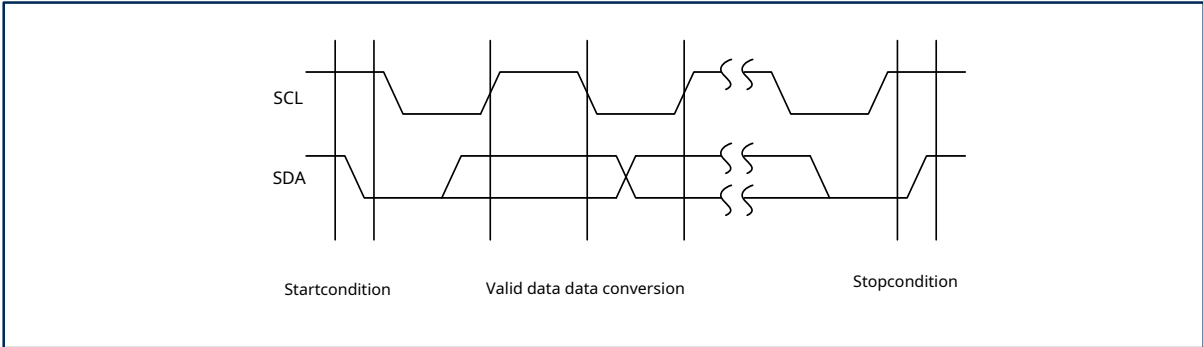 SCL
SDA
Startcondition
Valid data data conversion
Stopcondition